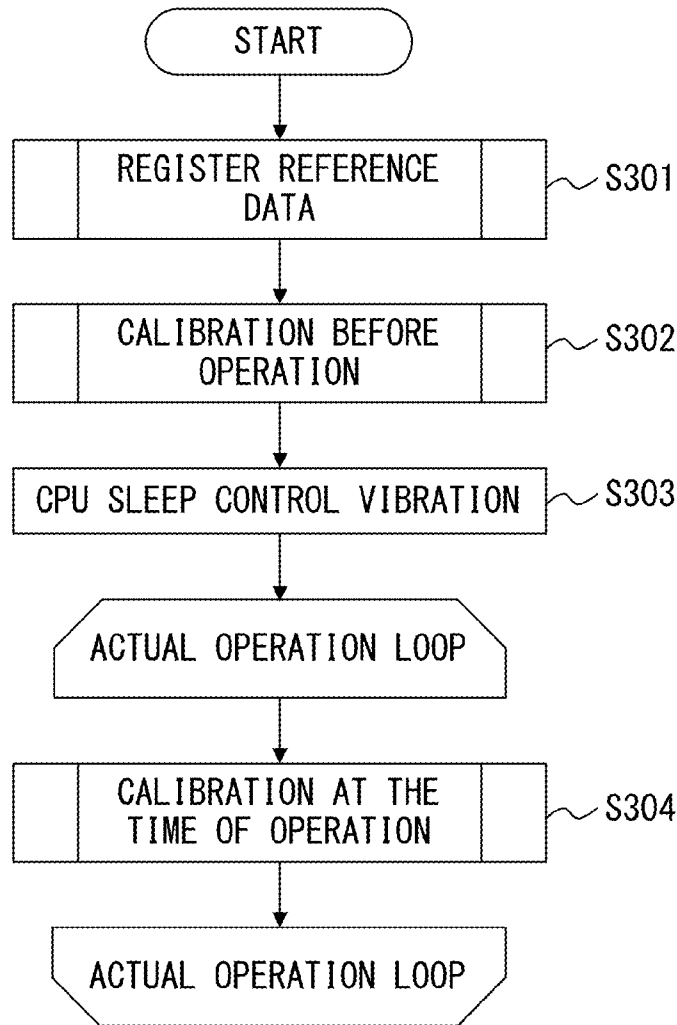 START
REGISTER REFERENCE
DATA
S301
CALIBRATION BEFORE
OPERATION
S302
CPU SLEEP CONTROL VIBRATION
S303
ACTUAL OPERATION LOOP
CALIBRATION AT THE
TIME OF OPERATION
S304
ACTUAL OPERATION LOOP